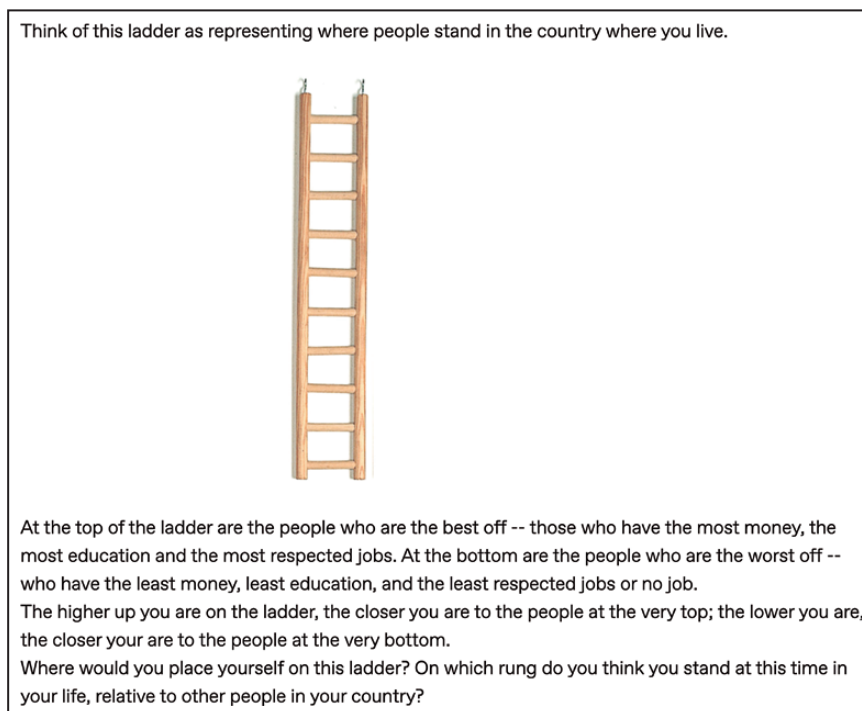 Think of this ladder as representing where people stand in the country where you live.
At the top of the ladder are the people who are the best off -- those who have the most money, the
most education and the most respected jobs. At the bottom are the people who are the worst off --
who have the least money, least education, and the least respected jobs or no job.
The higher up you are on the ladder, the closer you are to the people at the very top; the lower you are,
the closer your are to the people at the very bottom.
Where would you place yourself on this ladder? On which rung do you think you stand at this time in
your life, relative to other people in your country?